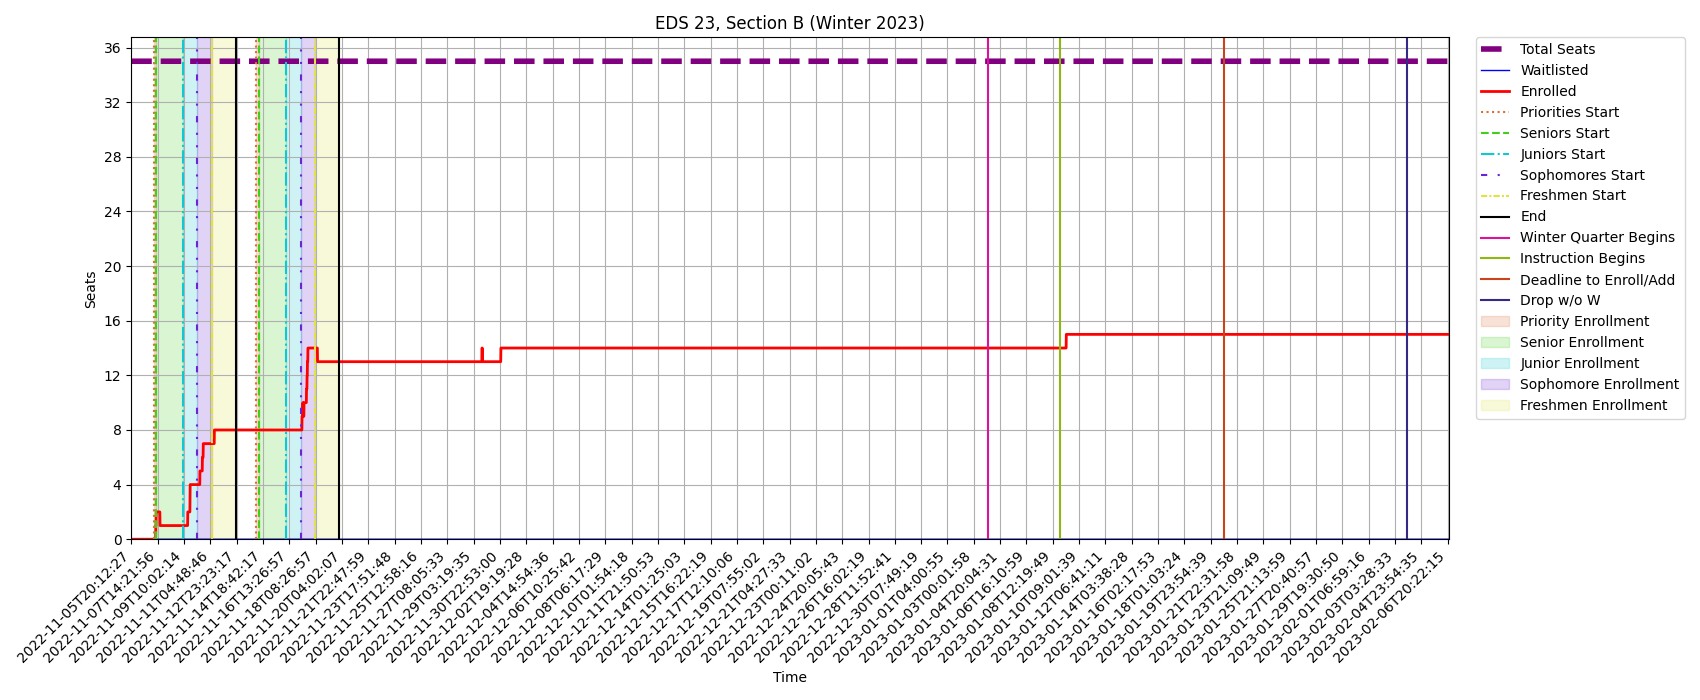 EDS 23, Section B (Winter 2023)
Seats
36
32
28
24
20
16
12
8
4
0
2022-11-05T20:12:27
2022-11-07T14:21:56
2022-11-09T10:02:14
2022-11-11T04:48:46
2022-11-12T23:23:17
2022-11-14T18:42:17
2022-11-16T13:26:57
2022-11-18T08:26:57
2022-11-20T04:02:07
2022-11-21T22:47:59
2022-11-23T17:51:48
2022-11-25T12:58:16
2022-11-27T08:05:33
2022-11-29T03:19:35
2022-11-30T22:53:00
2022-12-02T19:19:28
2022-12-04T14:54:36
2022-12-06T10:25:42
2022-12-08T06:17:29
2022-12-10T01:54:18
2022-12-11T21:50:53
2022-12-14T01:25:03
2022-12-15T16:22:19
2022-12-17T12:10:06
2022-12-19T07:55:02
2022-12-21T04:27:33
2022-12-23T00:11:02
2022-12-24T20:05:43
2022-12-26T16:02:19
2022-12-28T11:52:41
2022-12-30T07:49:19
2023-01-01T04:00:55
2023-01-03T00:01:58
2023-01-04T20:04:31
2023-01-06T16:10:59
2023-01-08T12:19:49
2023-01-10T09:01:39
2023-01-12T06:41:11
2023-01-14T03:38:28
2023-01-16T02:17:53
2023-01-18T01:03:24
2023-01-19T23:54:39
2023-01-21T22:31:58
2023-01-23T21:09:49
2023-01-25T21:13:59
2023-01-27T20:40:57
2023-01-29T19:30:50
2023-02-01T06:59:16
2023-02-03T03:28:33
2023-02-04T23:54:35
2023-02-06T20:22:15
Time
Total Seats
Waitlisted
Enrolled
Priorities Start
Seniors Start
Juniors Start
Sophomores Start
Freshmen Start
End
Winter Quarter Begins
Instruction Begins
Deadline to Enroll/Add
Drop w/o W
Priority Enrollment
Senior Enrollment
Junior Enrollment
Sophomore Enrollment
Freshmen Enrollment